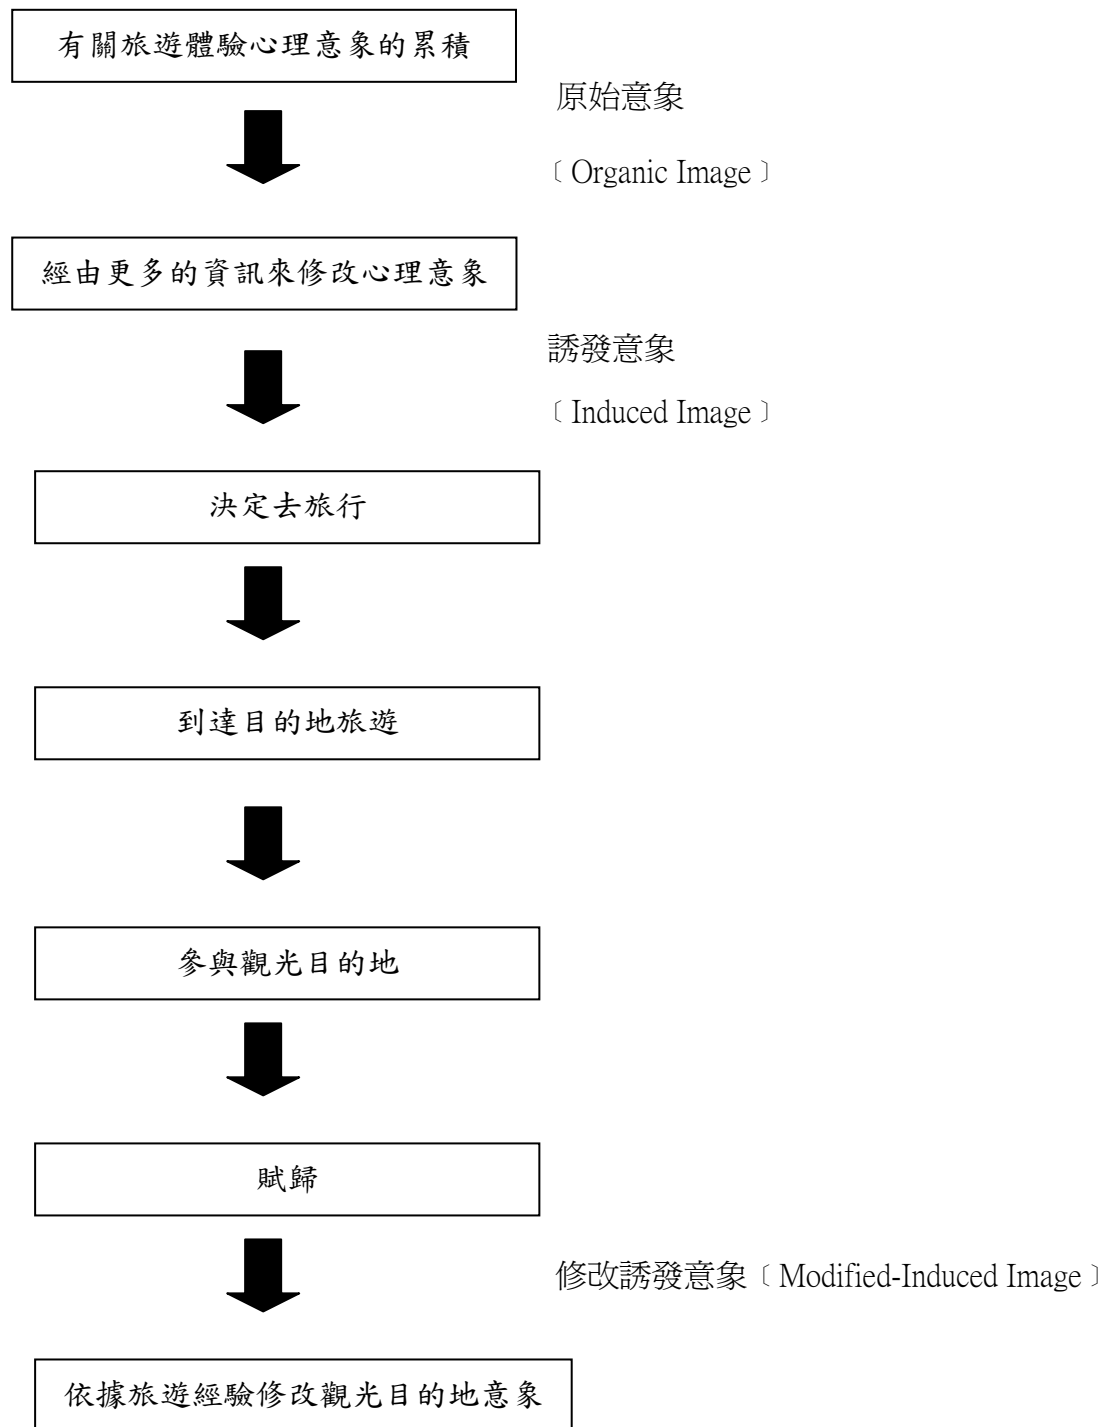 有關旅遊體驗心理意象的累積
原始意象
﹝Organic Image﹞
經由更多的資訊來修改心理意象
誘發意象
﹝Induced Image﹞
決定去旅行
到達目的地旅遊
參與觀光目的地
賦歸
修改誘發意象﹝Modified-Induced Image﹞
依據旅遊經驗修改觀光目的地意象